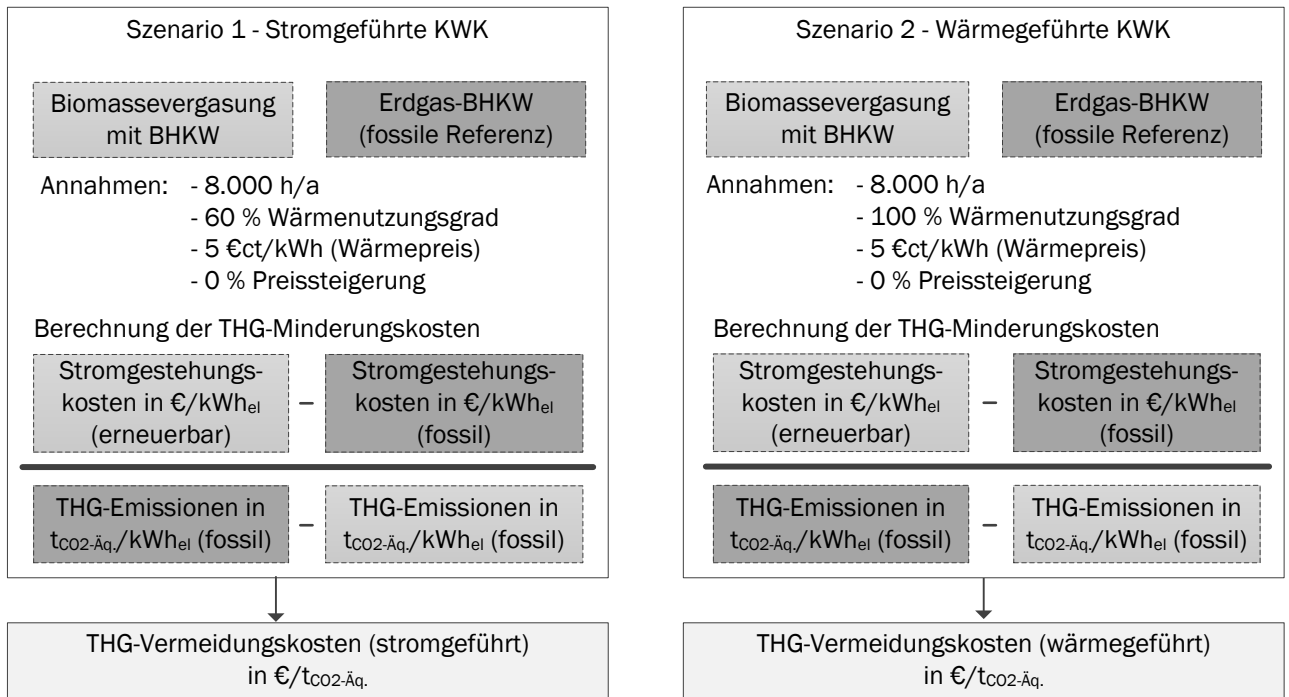 Szenario 1 - Stromgeführte KWK
Biomassevergasung
mit BHKW
Erdgas-BHKW
(fossile Referenz)
Annahmen: - 8.000 h/a
- 60 % Wärmenutzungsgrad
- 5 €ct/kWh (Wärmepreis)
- 0 % Preissteigerung
Berechnung der THG-Minderungskosten
Stromgestehungs-
kosten in €/kWhel
(erneuerbar)
–
Stromgestehungs-
kosten in €/kWhel
(fossil)
THG-Emissionen in
tCO2-Äq./kWhel (fossil)
–
THG-Emissionen in
tCO2-Äq./kWhel (fossil)
THG-Vermeidungskosten (stromgeführt)
in €/tCO2-Äq.
Szenario 2 - Wärmegeführte KWK
Biomassevergasung
mit BHKW
Erdgas-BHKW
(fossile Referenz)
Annahmen: - 8.000 h/a
- 100 % Wärmenutzungsgrad
- 5 €ct/kWh (Wärmepreis)
- 0 % Preissteigerung
Berechnung der THG-Minderungskosten
Stromgestehungs-
kosten in €/kWhel
(erneuerbar)
–
Stromgestehungs-
kosten in €/kWhel
(fossil)
THG-Emissionen in
tCO2-Äq./kWhel (fossil)
–
THG-Emissionen in
tCO2-Äq./kWhel (fossil)
THG-Vermeidungskosten (wärmegeführt)
in €/tCO2-Äq.